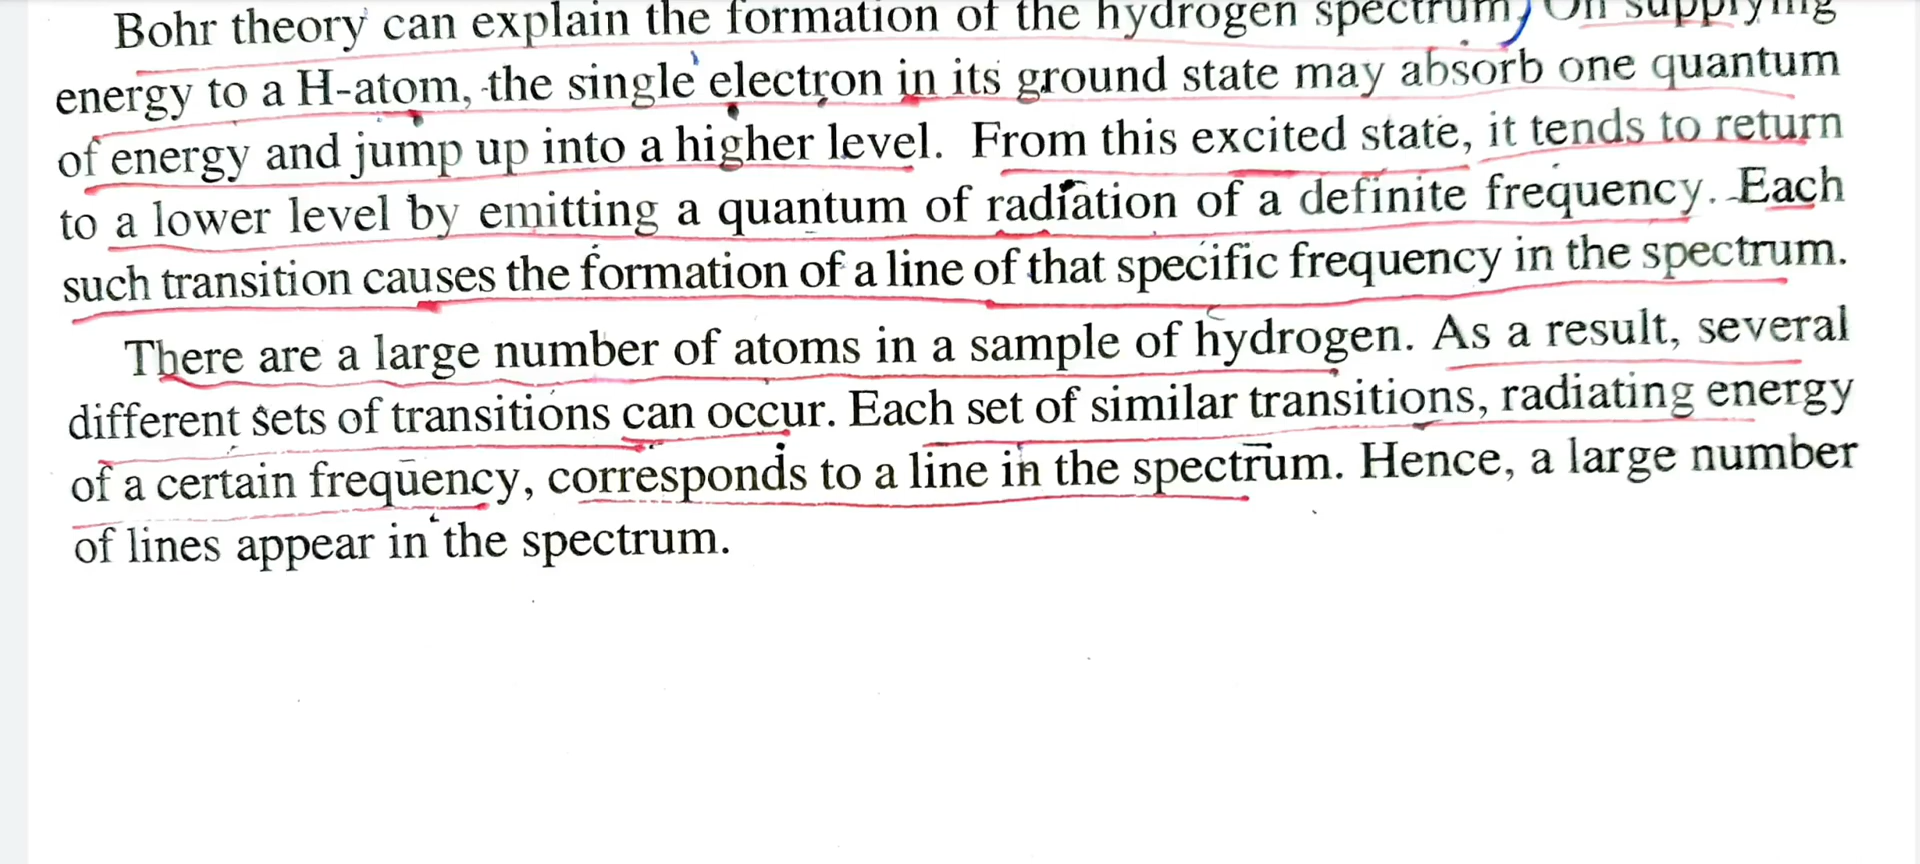 Bohr theory can explain the formation of the hydrogen spectrum, On supplying
energy to a H-atom, the single electron in its ground state may absorb one quantum
of energy and jump up into a higher level. From this excited state, it tends to return
to a lower level by emitting a quantum of radiation of a definite frequency. Each
such transition causes the formation of a line of that specific frequency in the spectrum.
There are a large number of atoms in a sample of hydrogen. As a result, several
different sets of transitions can occur. Each set of similar transitions, radiating energy
of a certain frequency, corresponds to a line in the spectrum. Hence, a large number
of lines appear in the spectrum.